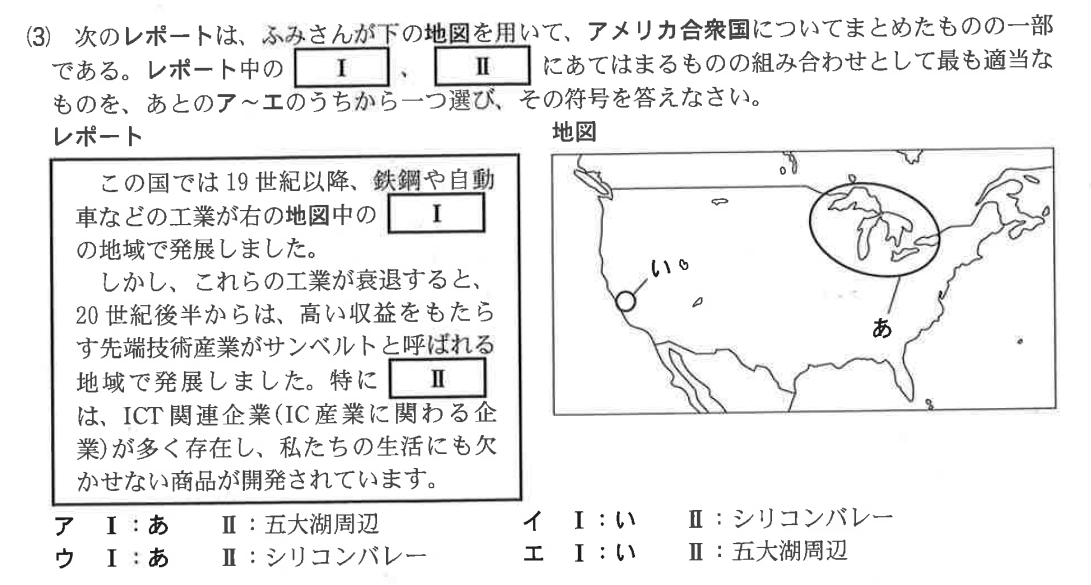 (3) 次のレポートは、ふみさんが下の地図を用いて、アメリカ合衆国についてまとめたものの一部
である。レポート中の Ⅰ 、 Ⅱ にあてはまるものの組み合わせとして最も適当な
ものを、あとのア～エのうちから一つ選び、その符号を答えなさい。
レポート
この国では 19 世紀以降、鉄鋼や自動
車などの工業が右の地図中の Ⅰ
の地域で発展しました。
しかし、これらの工業が衰退すると、
20 世紀後半からは、高い収益をもたら
す先端技術産業がサンベルトと呼ばれる
地域で発展しました。特に Ⅱ
は、ICT 関連企業(IC 産業に関わる企
業)が多く存在し、私たちの生活にも欠
かせない商品が開発されています。
地図
い
あ
ア Ⅰ：あ Ⅱ：五大湖周辺
イ Ⅰ：い Ⅱ：シリコンバレー
ウ Ⅰ：あ Ⅱ：シリコンバレー
エ Ⅰ：い Ⅱ：五大湖周辺